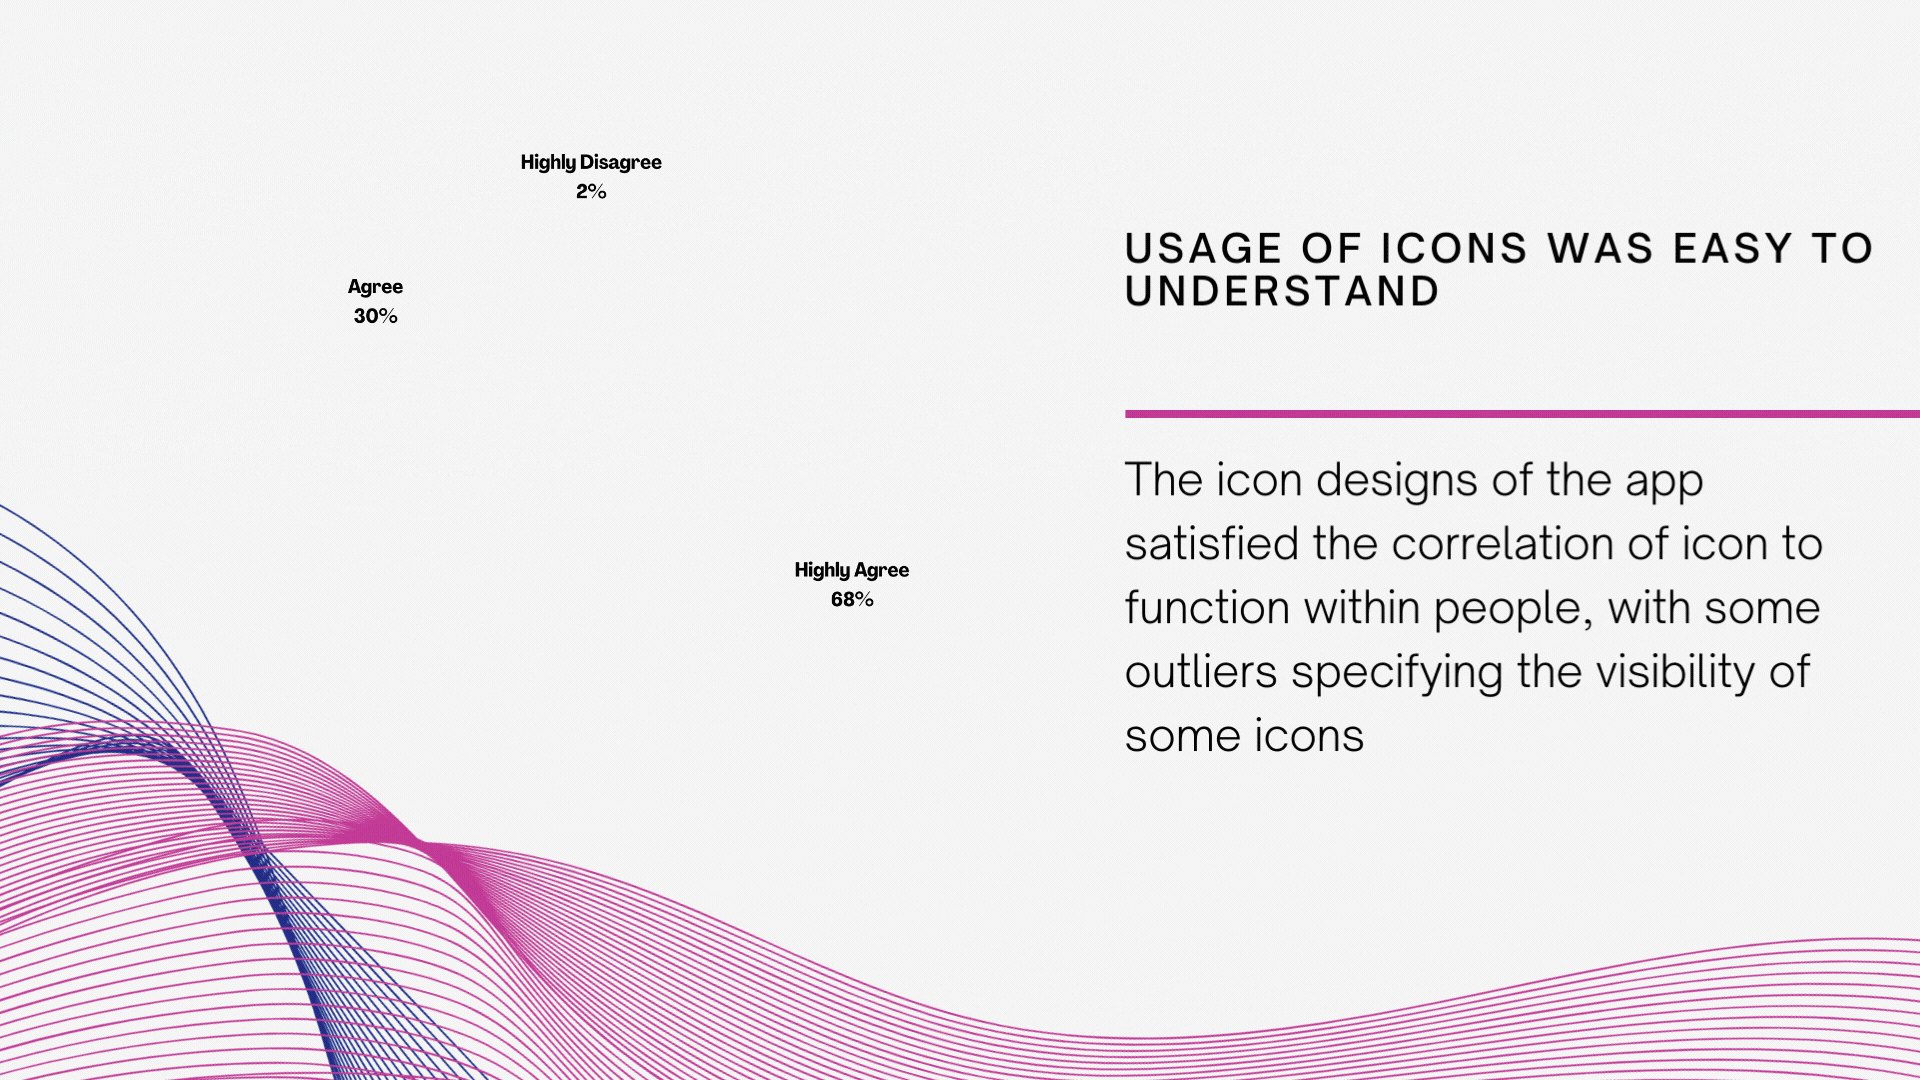 Highly Disagree
2%
Agree
30%
Highly Agree
68%
USAGE OF ICONS WAS EASY TO
UNDERSTAND
The icon designs of the app
satisfied the correlation of icon to
function within people, with some
outliers specifying the visibility of
some icons